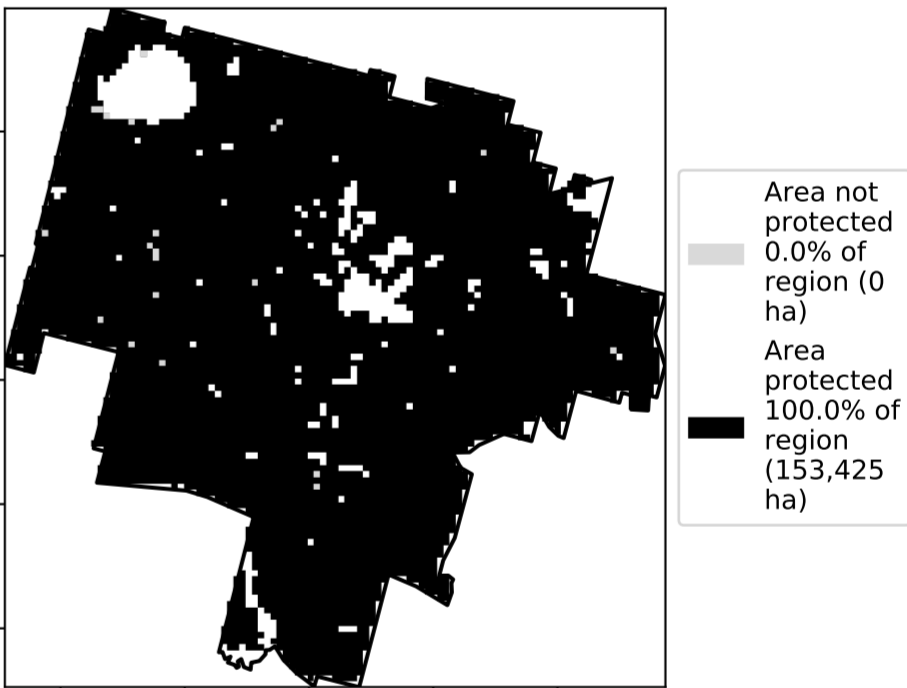 Area not
protected
0.0% of
region (0
ha)
Area
protected
100.0% of
region
(153,425
ha)